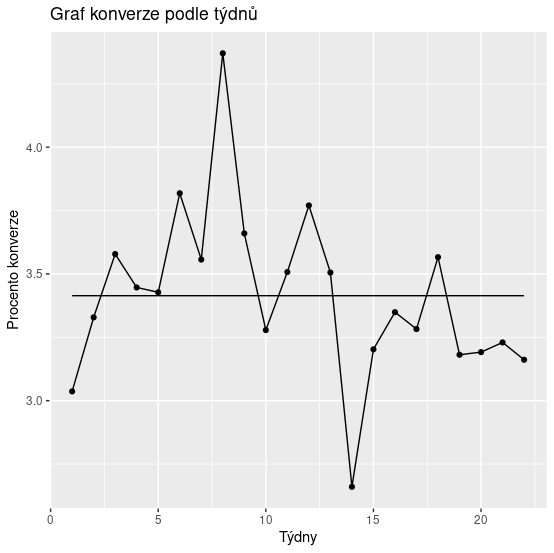 Graf konverze podle týdnů
Procento konverze
4.0
3.5
3.0
0 5 10 15 20
Týdny